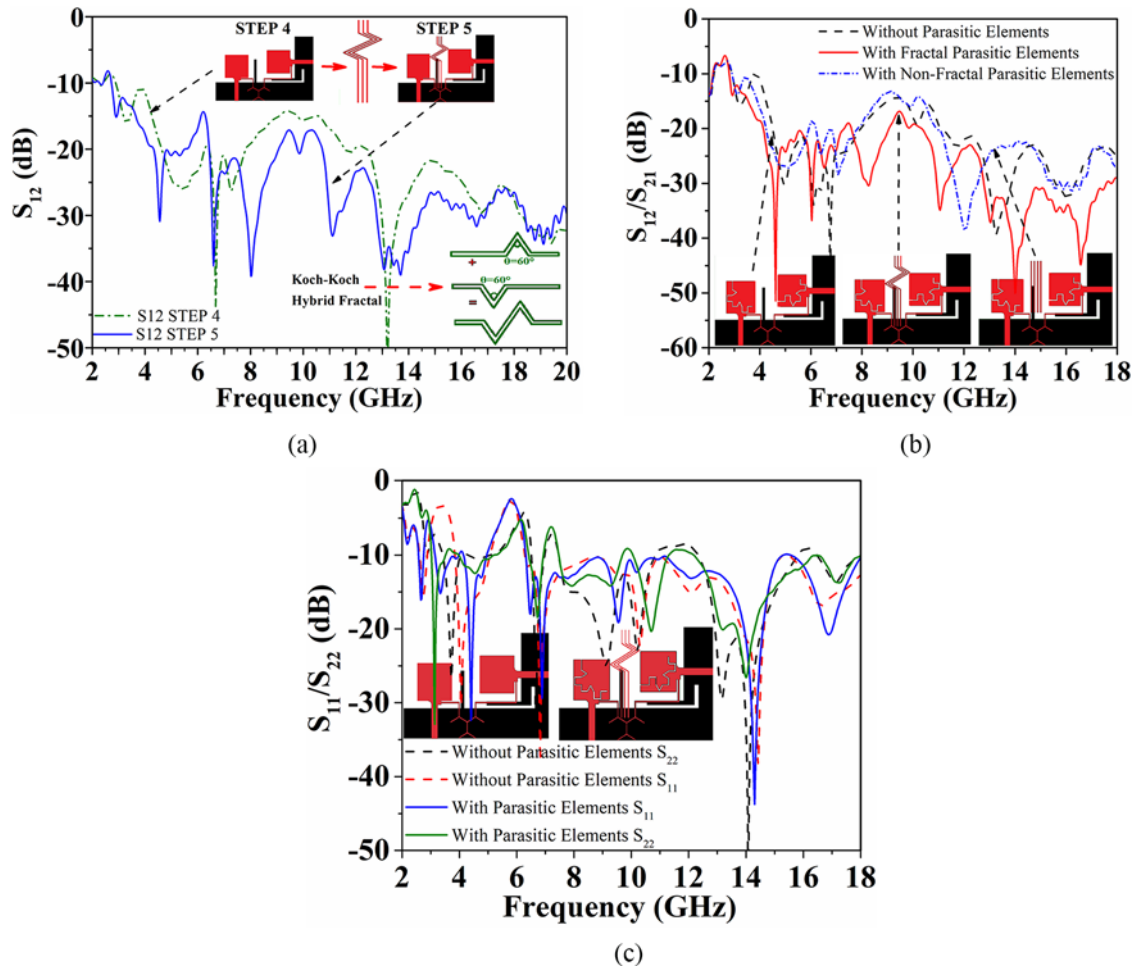 STEP 4
STEP 5
S12 (dB)
0
-10
-20
-30
-40
-50
θ=60°
+
θ=60°
Koch-Koch
Hybrid Fractal
=
S12 STEP 4
S12 STEP 5
2 4 6 8 10 12 14 16 18 20
Frequency (GHz)
(a)
Without Parasitic Elements
With Fractal Parasitic Elements
With Non-Fractal Parasitic Elements
S12/S21 (dB)
0
-10
-20
-30
-40
-50
-60
2 4 6 8 10 12 14 16 18
Frequency (GHz)
(b)
S11/S22 (dB)
0
-10
-20
-30
-40
-50
Without Parasitic Elements S22
Without Parasitic Elements S11
With Parasitic Elements S11
With Parasitic Elements S22
2 4 6 8 10 12 14 16 18
Frequency (GHz)
(c)